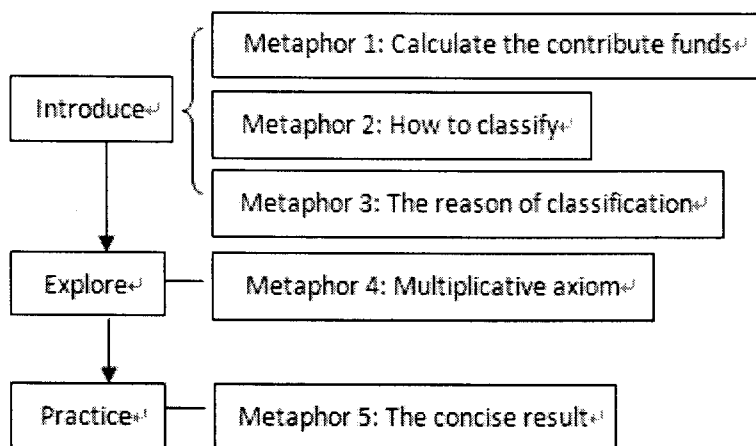 Metaphor 1: Calculate the contribute funds
Introduce
Metaphor 2: How to classify
Metaphor 3: The reason of classification
Explore
Metaphor 4: Multiplicative axiom
Practice
Metaphor 5: The concise result